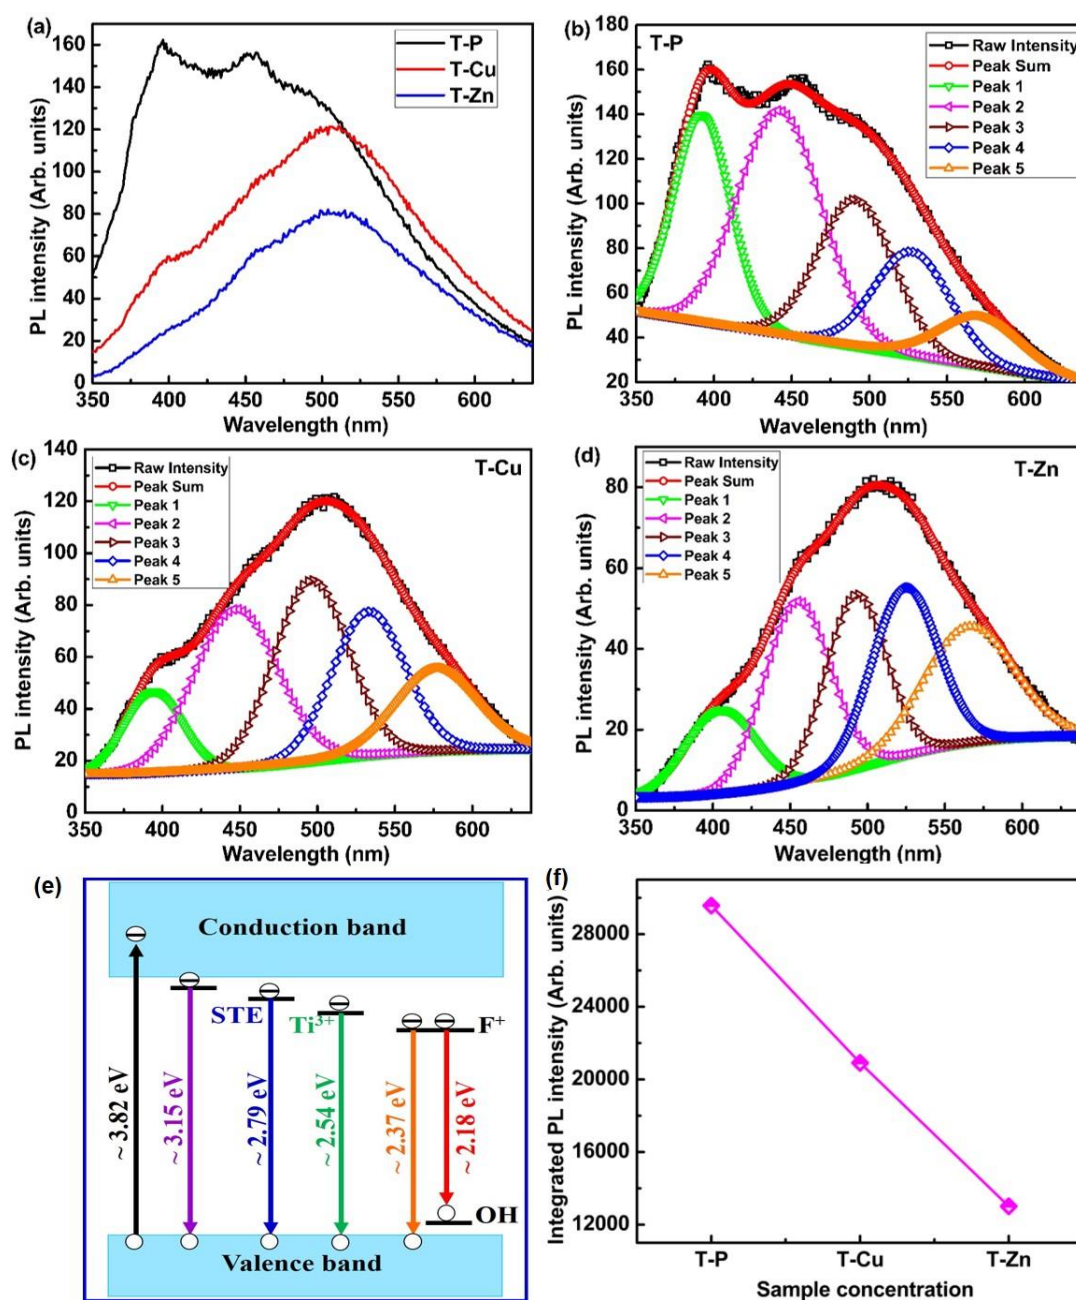 (a)
T-P
T-Cu
T-Zn
PL intensity (Arb. units)
0
20
40
60
80
100
120
140
160
350 400 450 500 550 600
Wavelength (nm)
(b)
T-P
Raw Intensity
Peak Sum
Peak 1
Peak 2
Peak 3
Peak 4
Peak 5
PL intensity (Arb. units)
20
40
60
80
100
120
140
160
180
350 400 450 500 550 600
Wavelength (nm)
(c)
T-Cu
Raw Intensity
Peak Sum
Peak 1
Peak 2
Peak 3
Peak 4
Peak 5
PL intensity (Arb. units)
0
20
40
60
80
100
120
140
350 400 450 500 550 600
Wavelength (nm)
(d)
T-Zn
Raw Intensity
Peak Sum
Peak 1
Peak 2
Peak 3
Peak 4
Peak 5
PL intensity (Arb. units)
0
20
40
60
80
350 400 450 500 550 600
Wavelength (nm)
(e)
Conduction band
STE
Ti³⁺
F⁺
~ 3.82 eV
~ 3.15 eV
~ 2.79 eV
~ 2.54 eV
~ 2.37 eV
~ 2.18 eV
OH
Valence band
(f)
Integrated PL intensity (Arb. units)
12000
16000
20000
24000
28000
T-P T-Cu T-Zn
Sample concentration